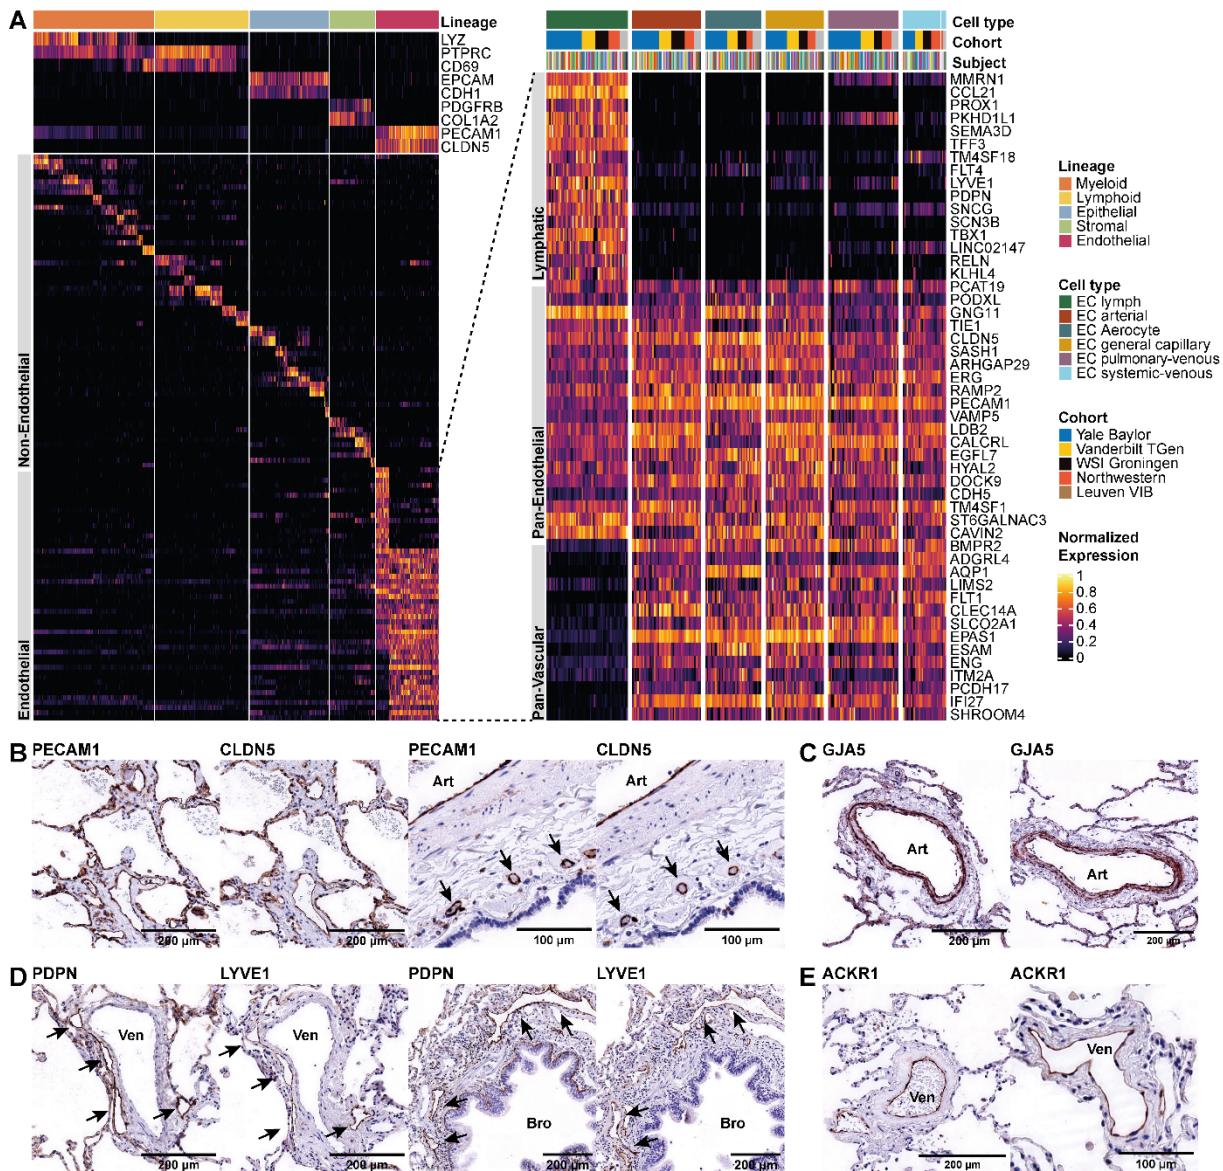 A
Lineage
LYZ
PTPRC
CD69
EPCAM
CDH1
PDGFRB
COL1A2
PECAM1
CLDN5
Non-Endothelial
Endothelial
Cell type
Cohort
Subject
Lymphatic
MMRN1
CCL21
PROX1
PKHD1L1
SEMA3D
TFF3
TM4SF18
FLT4
LYVE1
PDPN
SNCG
SCN3B
TBX1
LINC02147
RELN
KLHL4
Pan-Endothelial
PCAT19
PODXL
GNG11
TIE1
CLDN5
SASH1
ARHGAP29
ERG
RAMP2
PECAM1
VAMP5
LDB2
CALCRL
EGFL7
HYAL2
DOCK9
CDH5
TM4SF1
ST6GALNAC3
CAVIN2
Pan-Vascular
BMPR2
ADGRL4
AQP1
LIMS2
FLT1
CLEC14A
SLCO2A1
EPAS1
ESAM
ENG
ITM2A
PCDH17
IFI27
SHROOM4
Lineage
Myeloid
Lymphoid
Epithelial
Stromal
Endothelial
Cell type
EC lymph
EC arterial
EC Aerocyte
EC general capillary
EC pulmonary-venous
EC systemic-venous
Cohort
Yale Baylor
Vanderbilt TGen
WSI Groningen
Northwestern
Leuven VIB
Normalized
Expression
1
0.8
0.6
0.4
0.2
0
B PECAM1 CLDN5 PECAM1 CLDN5
Art Art
200 µm 200 µm 100 µm 100 µm
C GJA5 GJA5
Art Art
200 µm 200 µm
D PDPN LYVE1 PDPN LYVE1
Ven Ven Bro Bro
200 µm 200 µm 200 µm 200 µm
E ACKR1 ACKR1
Ven Ven
200 µm 100 µm